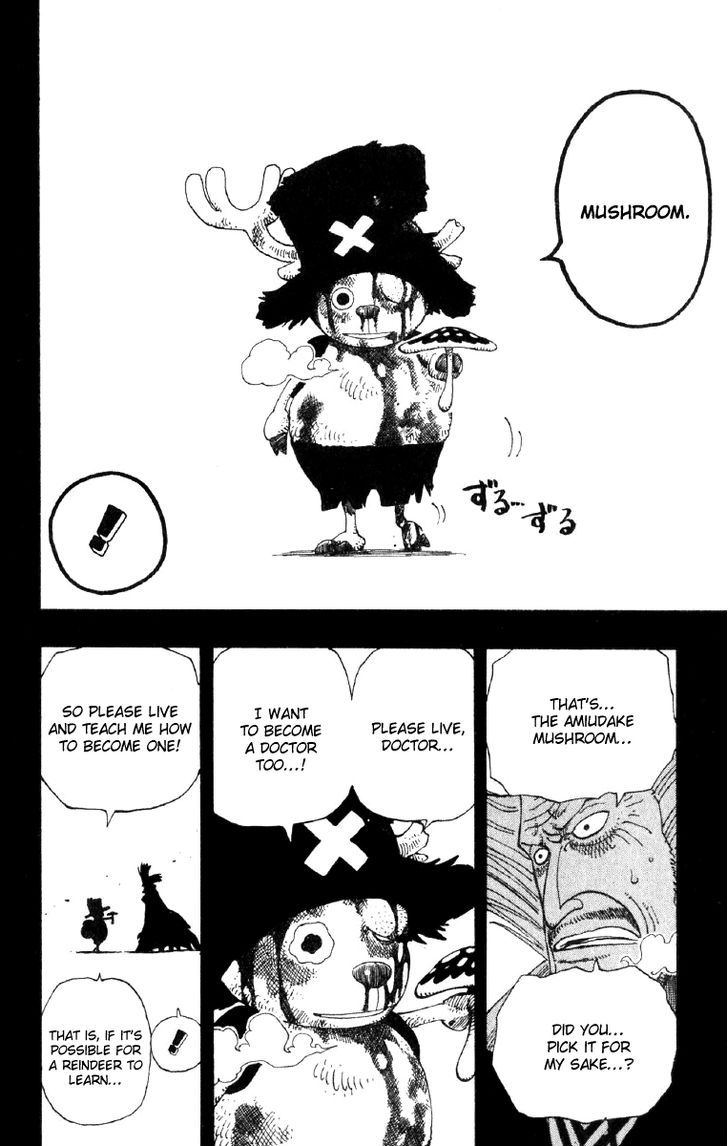 MUSHROOM.
!
ずる…ずる
THAT'S...
THE AMIUDAKE
MUSHROOM...
DID YOU...
PICK IT FOR
MY SAKE...?
PLEASE LIVE,
DOCTOR...
I WANT
TO BECOME
A DOCTOR
TOO...!
SO PLEASE LIVE
AND TEACH ME HOW
TO BECOME ONE!
!
THAT IS, IF IT'S
POSSIBLE FOR
A REINDEER TO
LEARN...